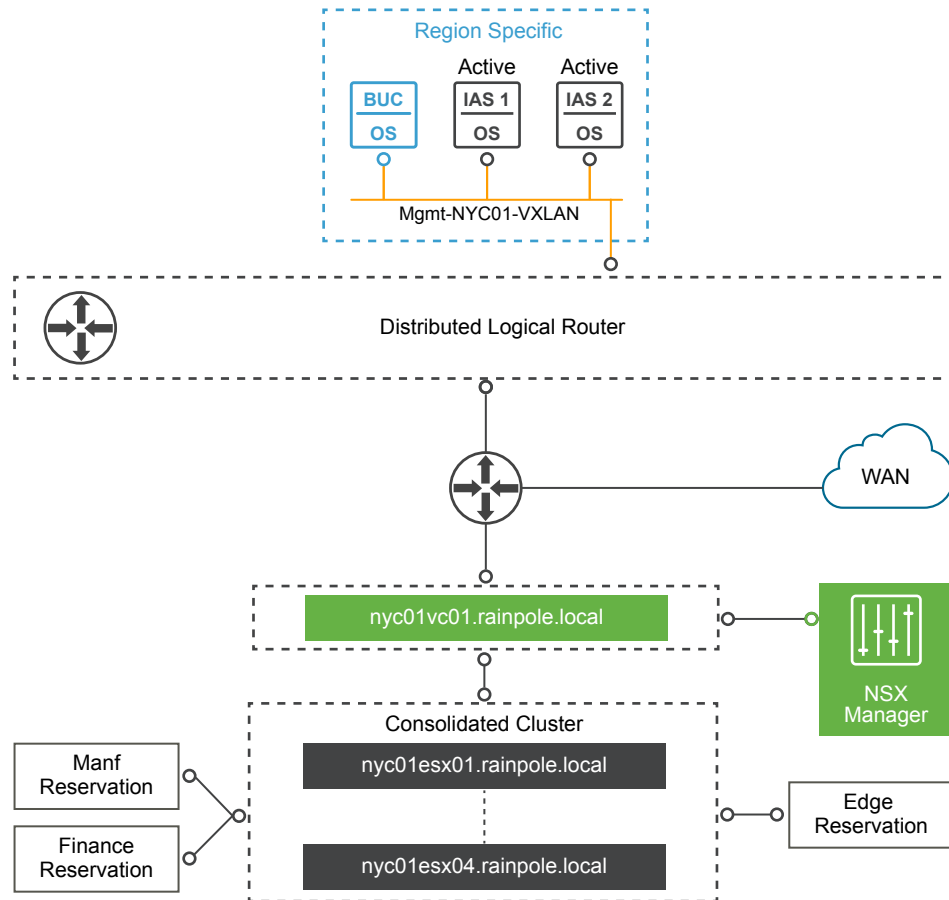 Region Specific
Active
Active
BUC
OS
IAS 1
OS
IAS 2
OS
Mgmt-NYC01-VXLAN
Distributed Logical Router
WAN
nyc01vc01.rainpole.local
NSX
Manager
Consolidated Cluster
nyc01esx01.rainpole.local
Manf
Reservation
Edge
Reservation
Finance
Reservation
nyc01esx04.rainpole.local